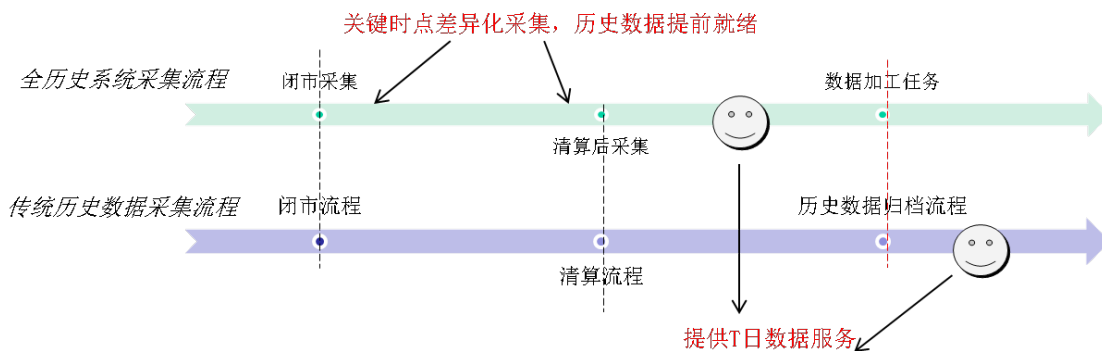 关键时点差异化采集，历史数据提前就绪
全历史系统采集流程
闭市采集
数据加工任务
清算后采集
传统历史数据采集流程
闭市流程
历史数据归档流程
清算流程
提供T日数据服务